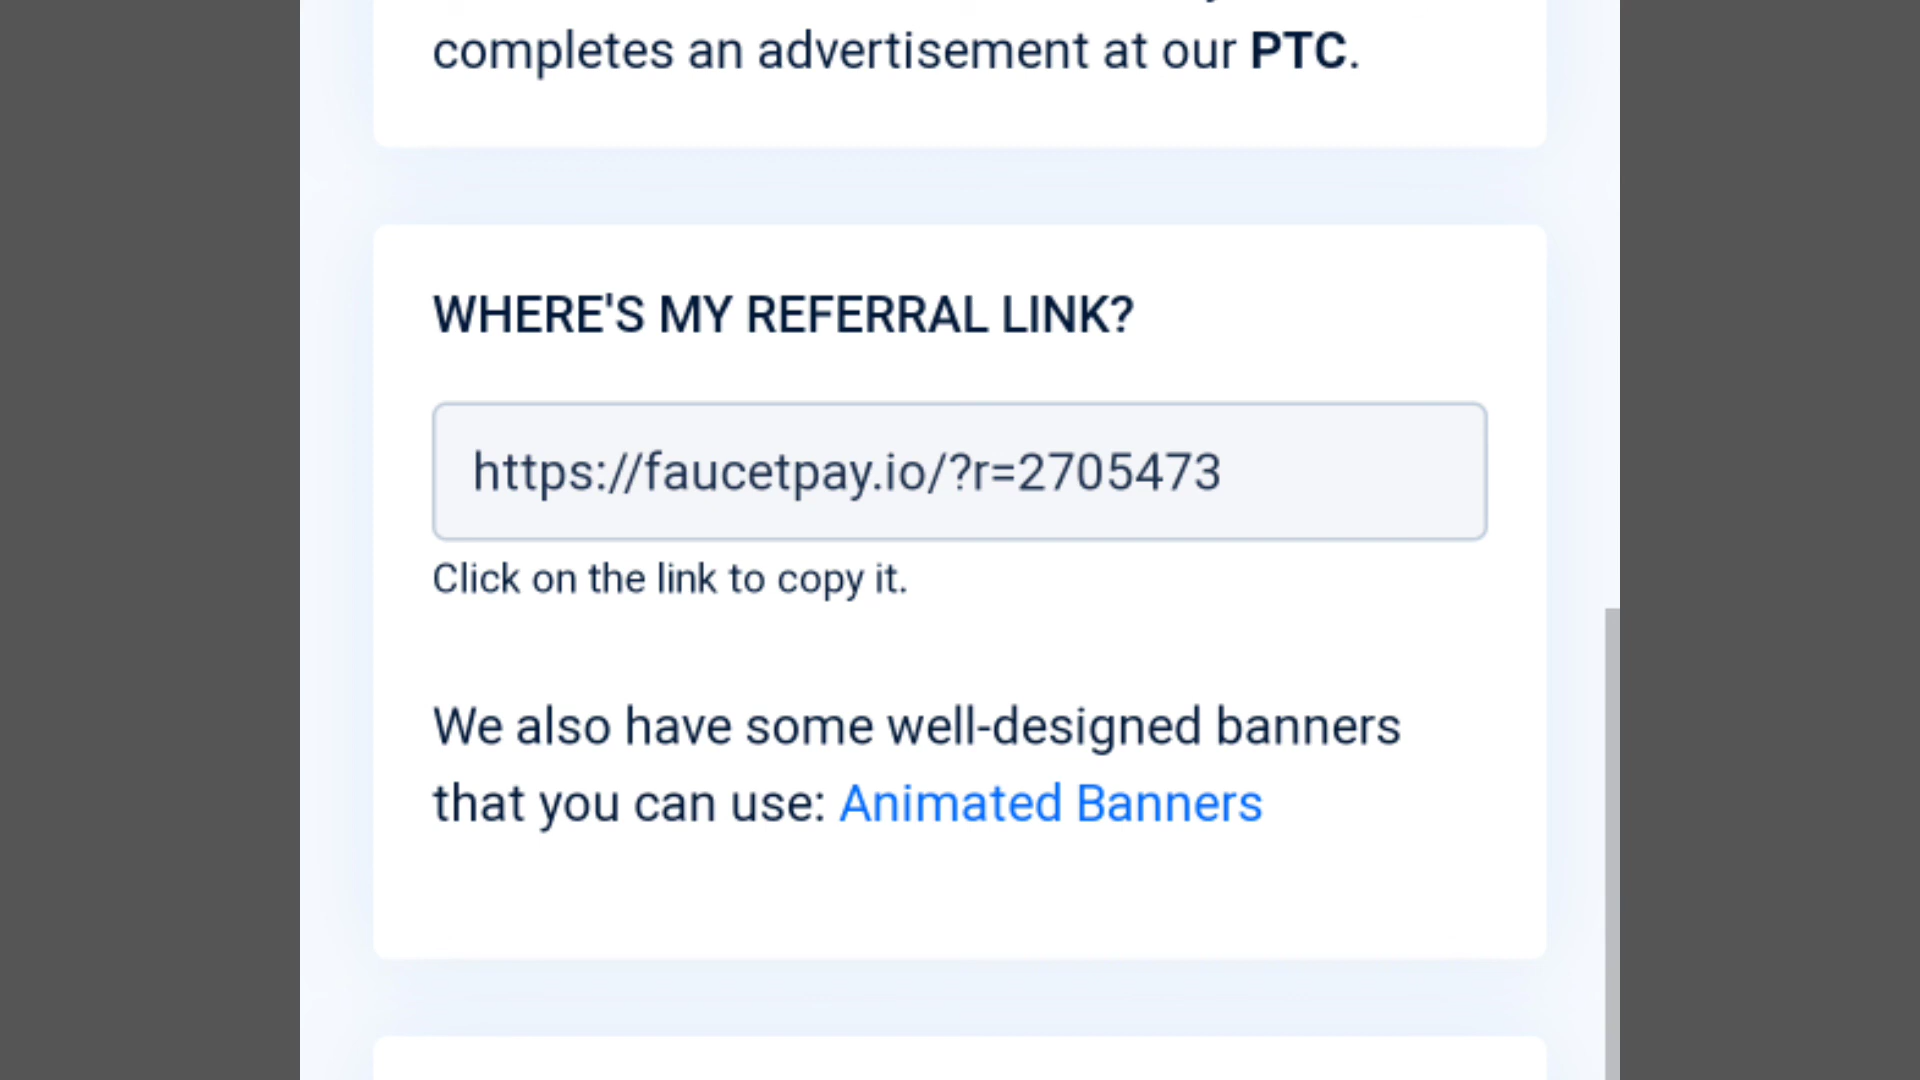 completes an advertisement at our PTC.
WHERE'S MY REFERRAL LINK?
https://faucetpay.io/?r=2705473
Click on the link to copy it.
We also have some well-designed banners
that you can use: Animated Banners